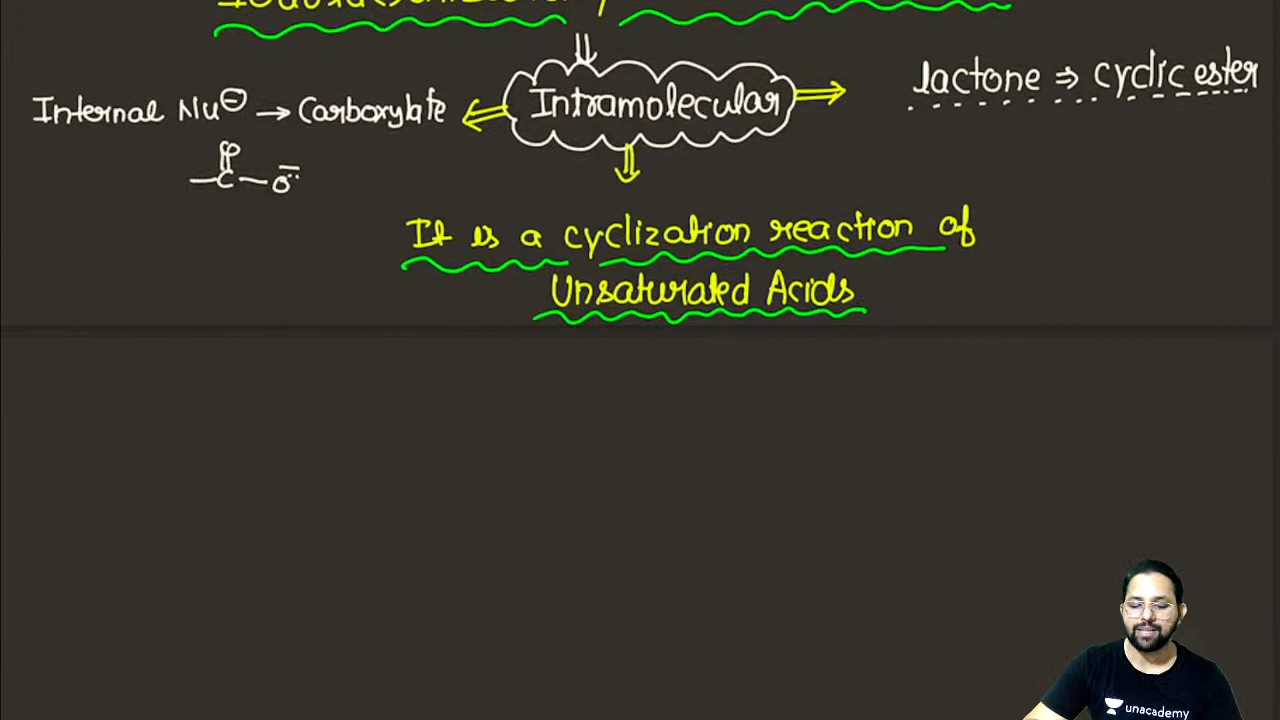 Internal Nu⊖ → Carboxylate
Intramolecular
lactone ⇒ cyclic ester
O
— C — O
It is a cyclization reaction of
Unsaturated Acids
unacademy